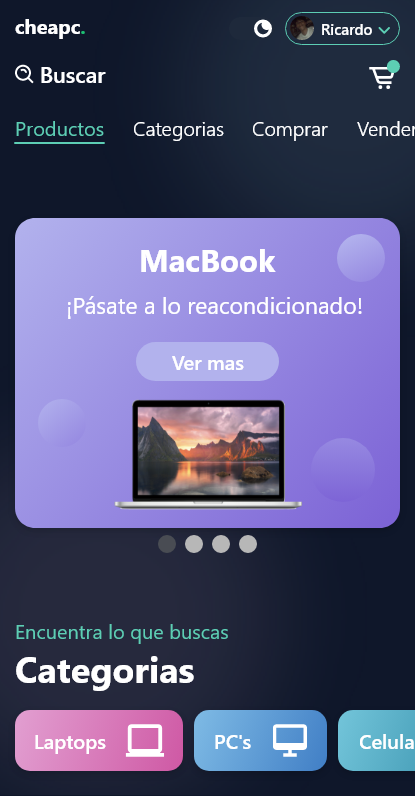 cheapc.
Ricardo
Buscar
Productos Categorias Comprar Vender
MacBook
¡Pásate a lo reacondicionado!
Ver mas
Encuentra lo que buscas
Categorias
Laptops PC's Celula